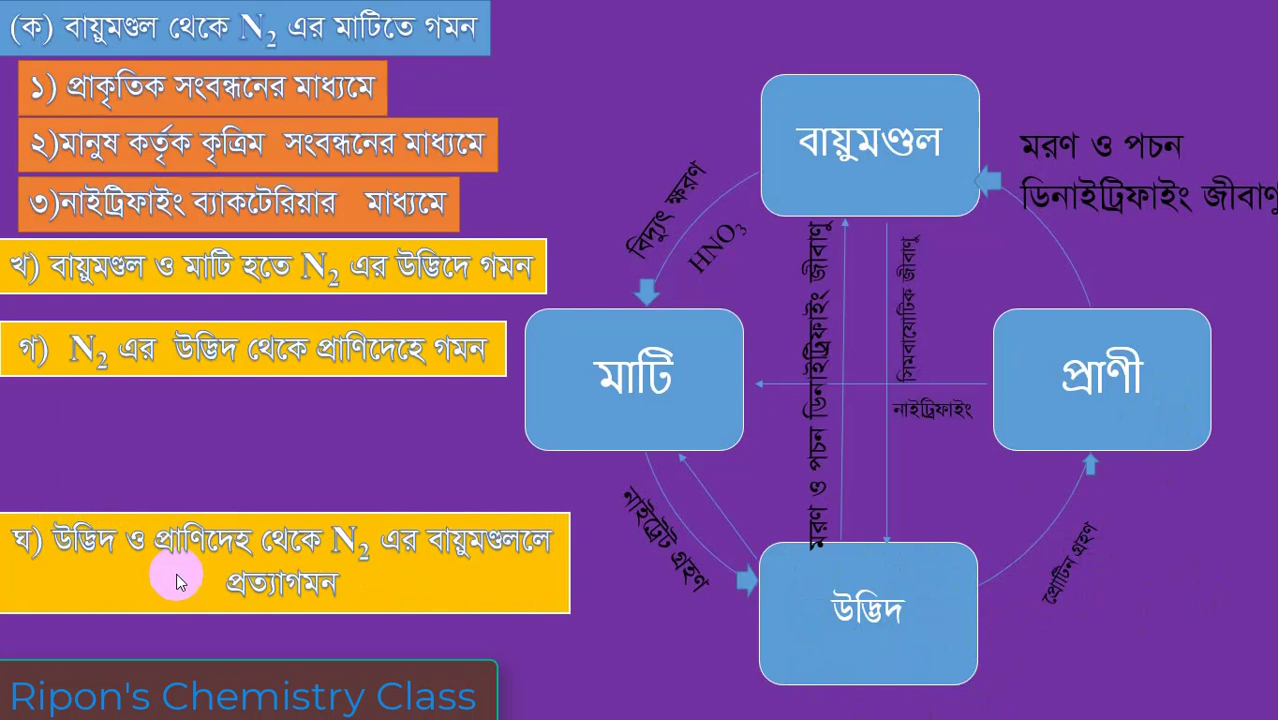 (ক) বায়ুমণ্ডল থেকে N₂ এর মাটিতে গমন
১) প্রাকৃতিক সংবন্ধনের মাধ্যমে
২)মানুষ কর্তৃক কৃত্রিম সংবন্ধনের মাধ্যমে
৩)নাইট্রিফাইং ব্যাকটেরিয়ার মাধ্যমে
খ) বায়ুমণ্ডল ও মাটি হতে N₂ এর উদ্ভিদে গমন
গ) N₂ এর উদ্ভিদ থেকে প্রাণিদেহে গমন
ঘ) উদ্ভিদ ও প্রাণিদেহ থেকে N₂ এর বায়ুমণ্ডললে
প্রত্যাগমন
Ripon's Chemistry Class
বায়ুমণ্ডল
মরণ ও পচন
ডিনাইট্রিফাইং জীবাণু
বিদ্যুৎ ক্ষরণ
HNO₃
মরণ ও পচন ডিনাইট্রিফাইং জীবাণু
সিমবায়োটিক জীবাণু
মাটি
প্রাণী
নাইট্রিফাইং
নাইট্রেট গ্রহণ
প্রোটিন গ্রহণ
উদ্ভিদ